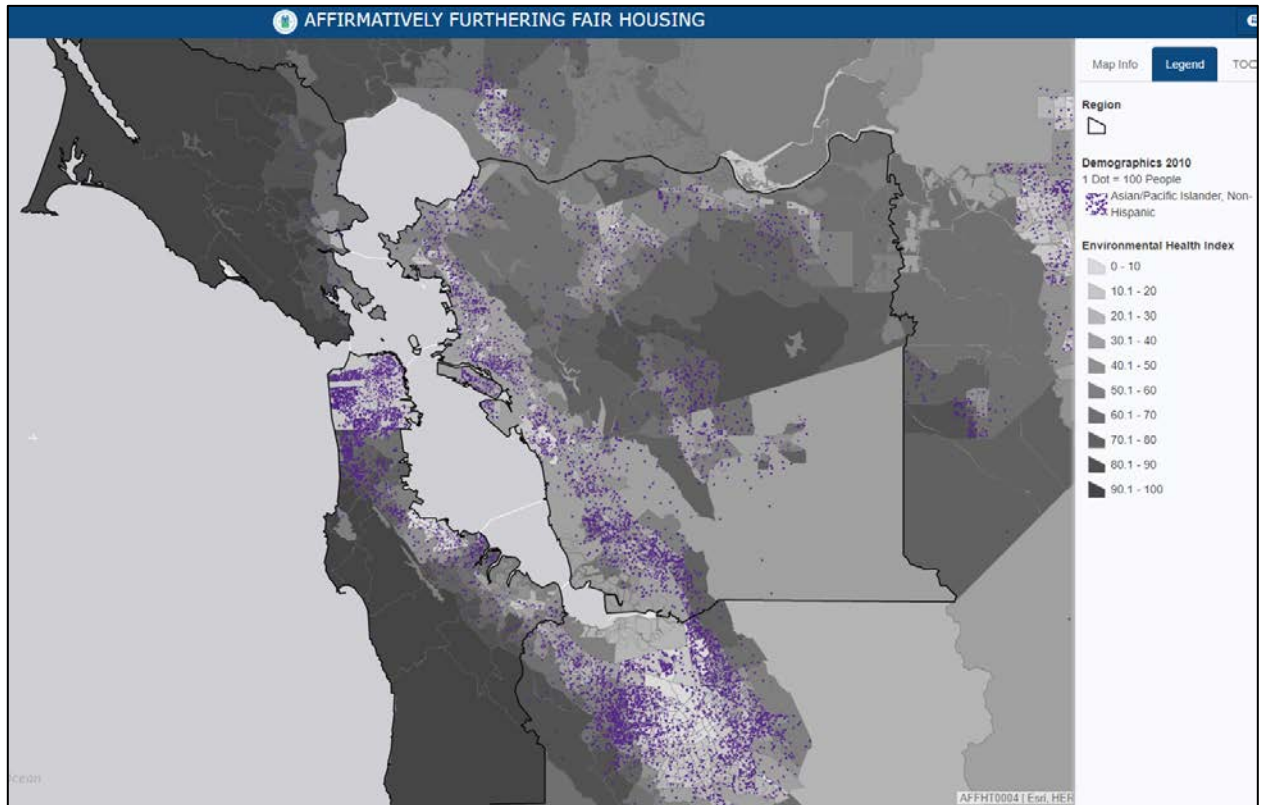 AFFIRMATIVELY FURTHERING FAIR HOUSING
Map Info
Legend
TOC
Region
Demographics 2010
1 Dot = 100 People
Asian/Pacific Islander, Non-
Hispanic
Environmental Health Index
0 - 10
10.1 - 20
20.1 - 30
30.1 - 40
40.1 - 50
50.1 - 60
60.1 - 70
70.1 - 80
80.1 - 90
90.1 - 100
AFFHT0004 | Esri, HER